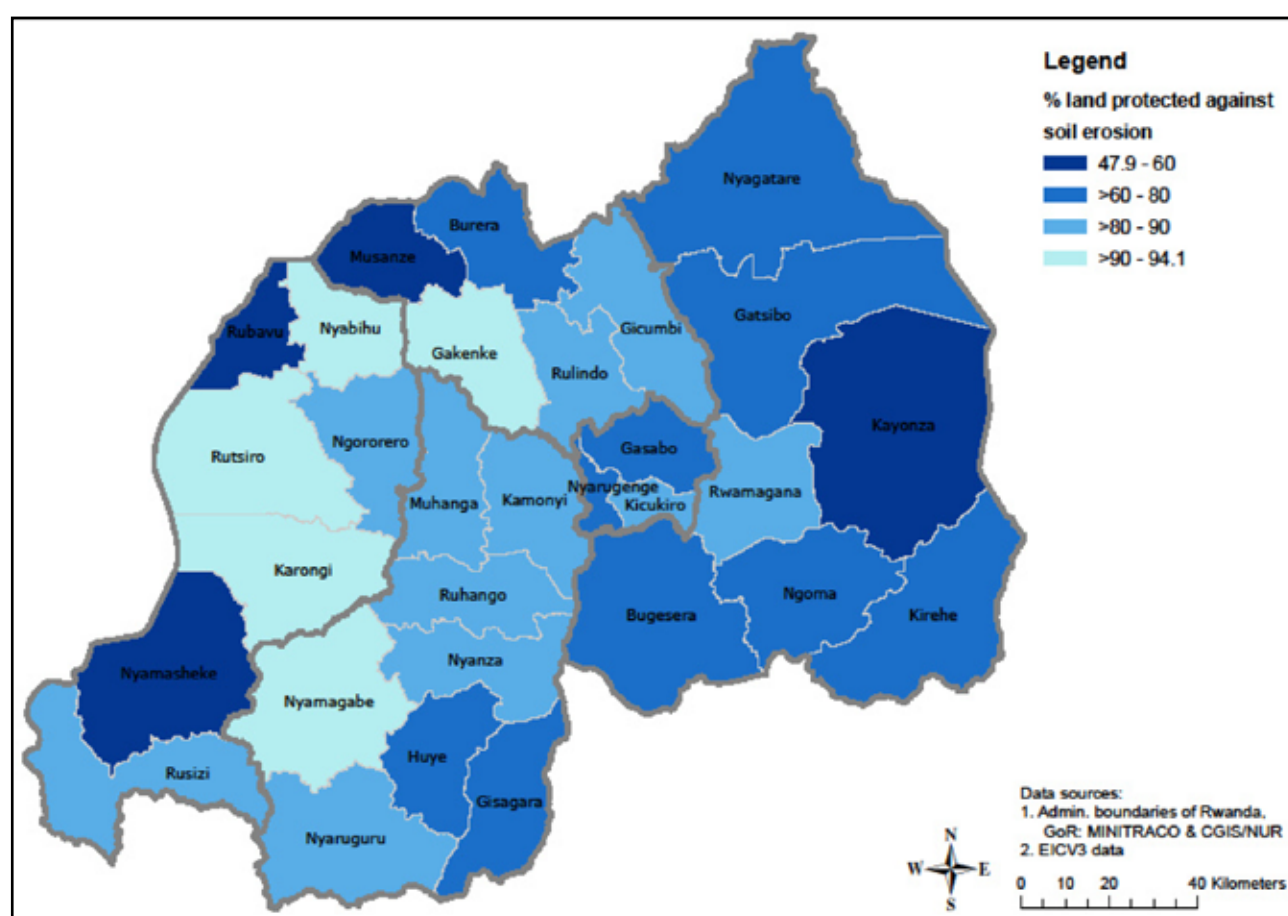 Legend
% land protected against
soil erosion
47.9 - 60
>60 - 80
>80 - 90
>90 - 94.1
Nyagatare
Burera
Musanze
Rubavu
Nyabihu
Gakenke
Gicumbi
Gatsibo
Rulindo
Kayonza
Rutsiro
Ngororero
Gasabo
Muhanga
Kamonyi
Nyarugenge
Kicukiro
Rwamagana
Karongi
Ruhango
Ngoma
Bugesera
Kirehe
Nyanza
Nyamasheke
Nyamagabe
Huye
Rusizi
Gisagara
Nyaruguru
Data sources:
1. Admin. boundaries of Rwanda,
GoR: MINITRACO & CGIS/NUR
2. EICV3 data
N
W E
S
0 10 20 40 Kilometers